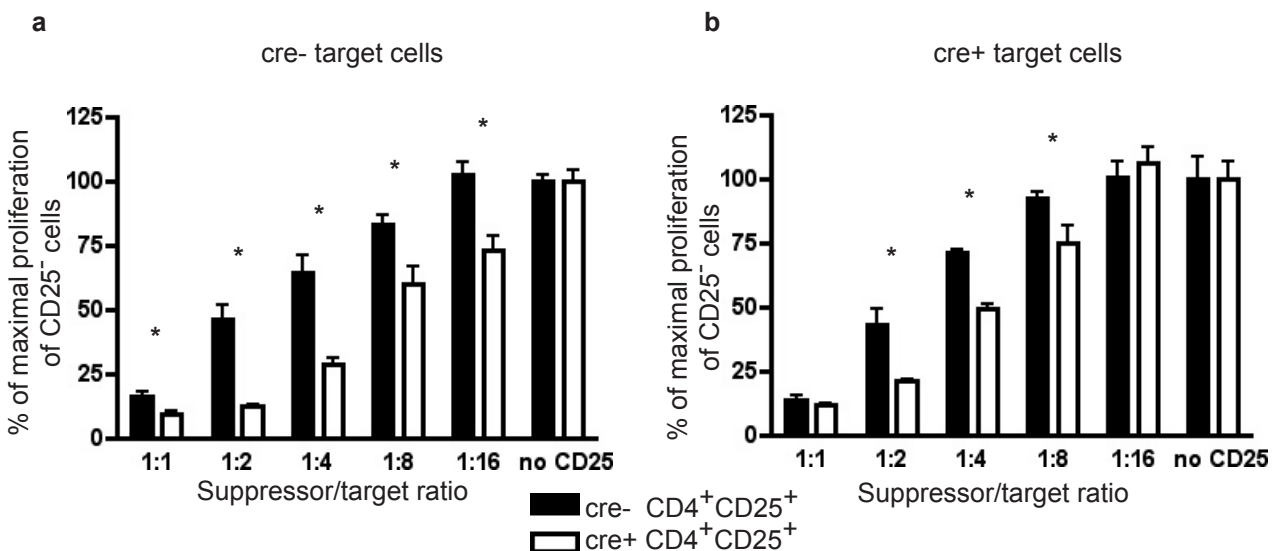 a
cre- target cells
% of maximal proliferation
of CD25⁻ cells
125
100
75
50
25
0
*
*
*
*
*
1:1 1:2 1:4 1:8 1:16 no CD25
Suppressor/target ratio
b
cre+ target cells
% of maximal proliferation
of CD25⁻ cells
125
100
75
50
25
0
*
*
*
1:1 1:2 1:4 1:8 1:16 no CD25
Suppressor/target ratio
cre- CD4⁺CD25⁺
cre+ CD4⁺CD25⁺